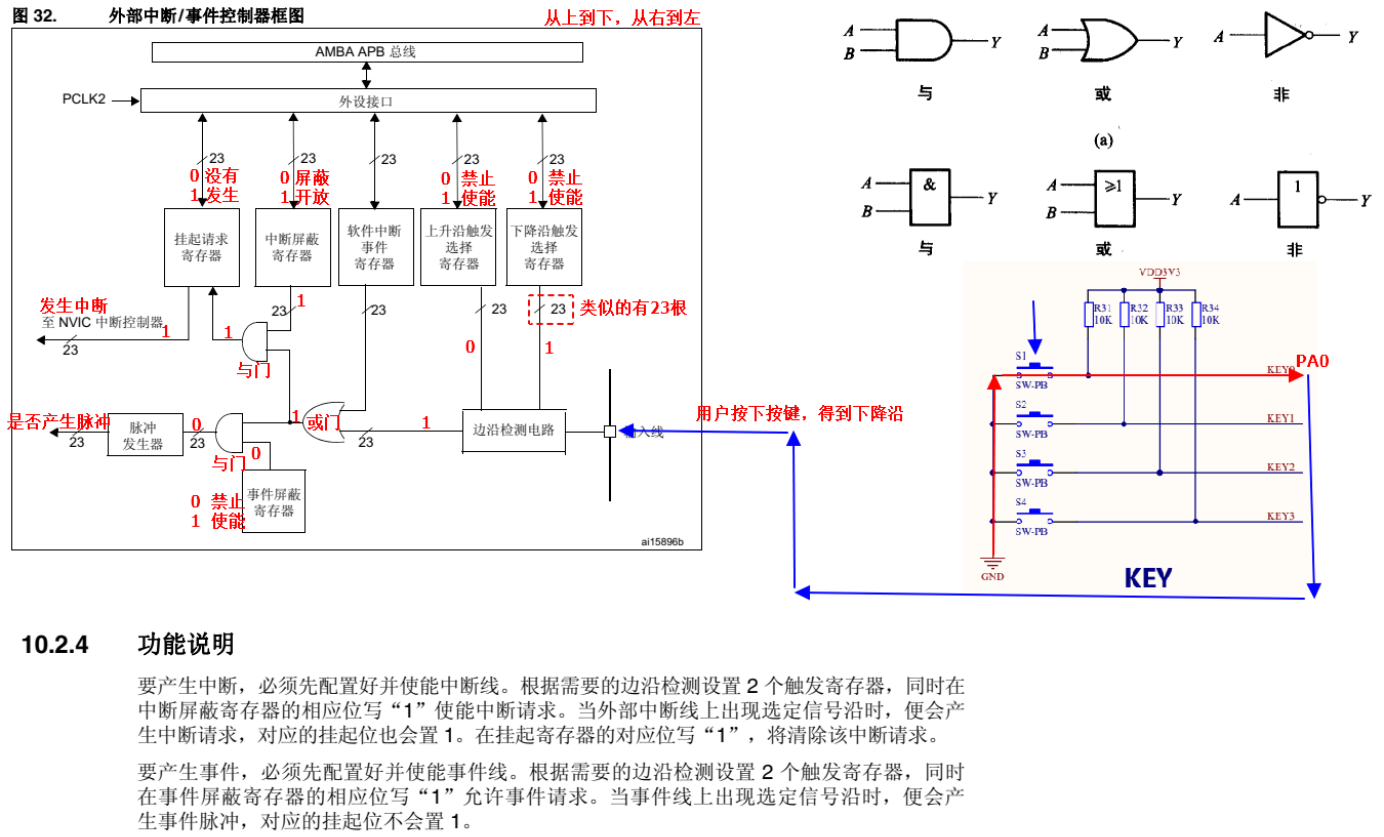 图 32.
外部中断/事件控制器框图
从上到下，从右到左
AMBA APB 总线
PCLK2
外设接口
23
23
23
23
23
0 没有
1 发生
0 屏蔽
1 开放
0 禁止
1 使能
0 禁止
1 使能
挂起请求
寄存器
中断屏蔽
寄存器
软件中断
事件
寄存器
上升沿触发
选择
寄存器
下降沿触发
选择
寄存器
发生中断
至 NVIC 中断控制器
23
1
1
23
1
23
23
23
类似的有23根
0
1
与门
是否产生脉冲
23
脉冲
发生器
0
23
与门
0
1
或门
23
1
边沿检测电路
输入线
0 禁止
1 使能
事件屏蔽
寄存器
ai15896b
A
B
Y
与
A
B
Y
或
A
Y
非
(a)
A
B
&
Y
与
A
B
≥1
Y
或
A
1
Y
非
VDD3V3
R31
10K
R32
10K
R33
10K
R34
10K
S1
SW-PB
PA0
用户按下按键，得到下降沿
S2
SW-PB
KEY1
S3
SW-PB
KEY2
S4
SW-PB
KEY3
GND
KEY
10.2.4
功能说明
要产生中断，必须先配置好并使能中断线。根据需要的边沿检测设置 2 个触发寄存器，同时在
中断屏蔽寄存器的相应位写“1”使能中断请求。当外部中断线上出现选定信号沿时，便会产
生中断请求，对应的挂起位也会置 1。在挂起寄存器的对应位写“1”，将清除该中断请求。
要产生事件，必须先配置好并使能事件线。根据需要的边沿检测设置 2 个触发寄存器，同时
在事件屏蔽寄存器的相应位写“1”允许事件请求。当事件线上出现选定信号沿时，便会产
生事件脉冲，对应的挂起位不会置 1。